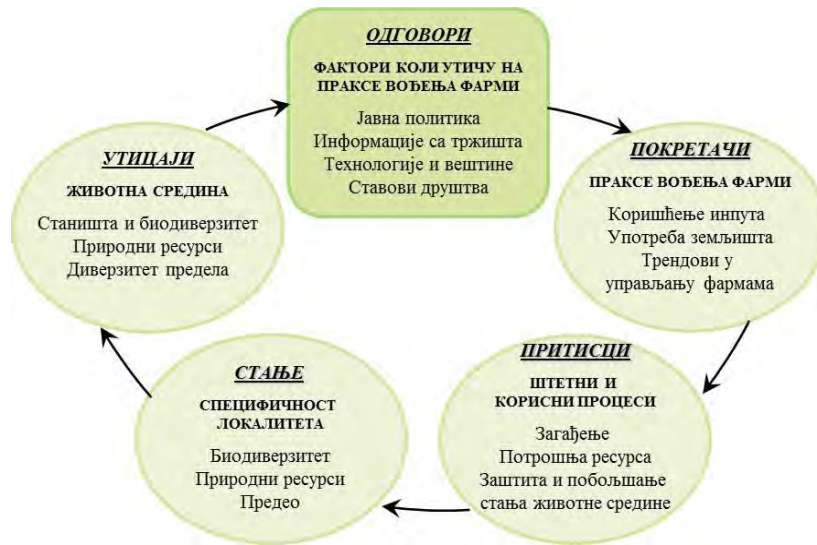 ОДГОВОРИ
ФАКТОРИ КОЈИ УТИЧУ НА
ПРАКСЕ ВОЂЕЊА ФАРМИ
Јавна политика
Информације са тржишта
Технологије и вештине
Ставови друштва
ПОКРЕТАЧИ
ПРАКСЕ ВОЂЕЊА ФАРМИ
Коришћење инпута
Употреба земљишта
Трендови у
управљању фармама
ПРИТИСЦИ
ШТЕТНИ И
КОРИСНИ ПРОЦЕСИ
Загађење
Потрошња ресурса
Заштита и побољшање
стања животне средине
СТАЊЕ
СПЕЦИФИЧНОСТ
ЛОКАЛИТЕТА
Биодиверзитет
Природни ресурси
Предео
УТИЦАЈИ
ЖИВОТНА СРЕДИНА
Станишта и биодиверзитет
Природни ресурси
Диверзитет предела